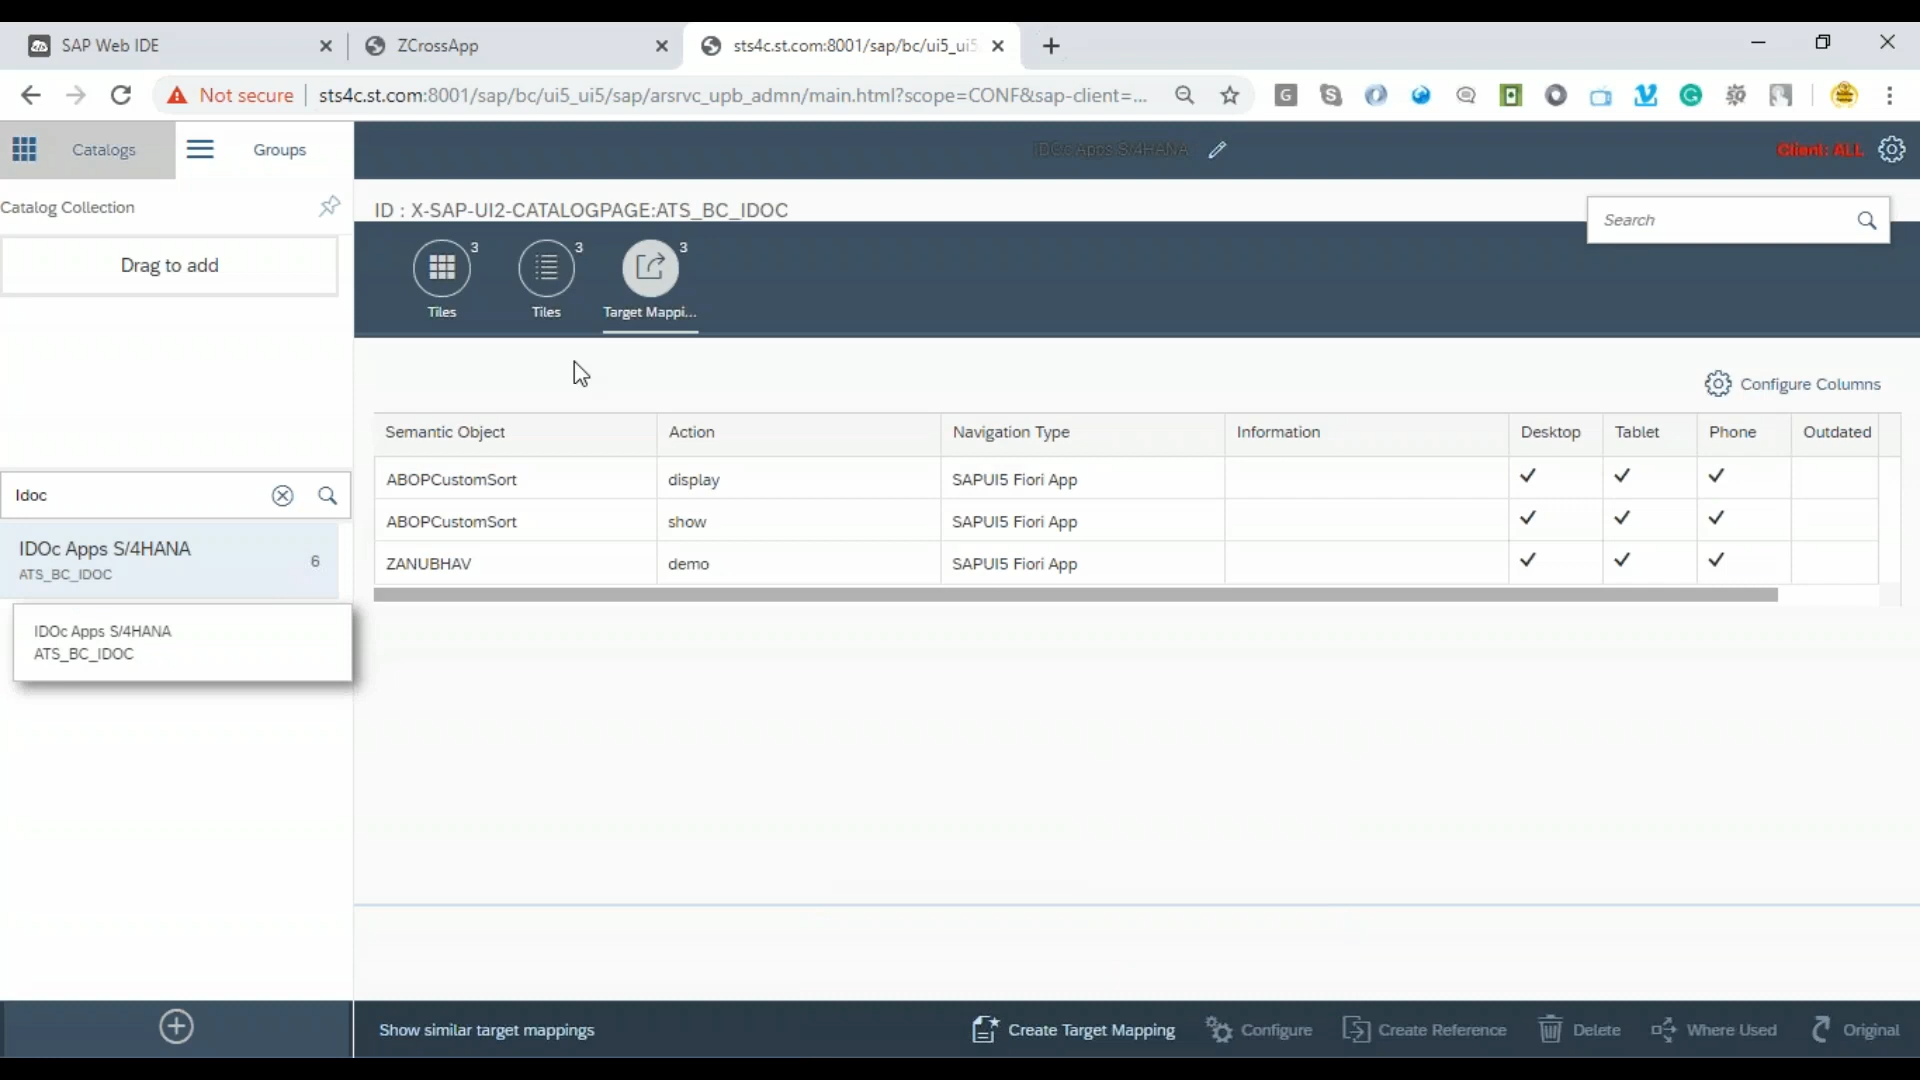 SAP Web IDE
ZCrossApp
sts4c.st.com:8001/sap/bc/ui5_ui5
Not secure
sts4c.st.com:8001/sap/bc/ui5_ui5/sap/arsrvc_upb_admn/main.html?scope=CONF&sap-client=...
Catalogs
Groups
IDOc Apps S/4HANA
Client: ALL
Catalog Collection
ID : X-SAP-UI2-CATALOGPAGE:ATS_BC_IDOC
Search
Drag to add
3
3
3
Tiles
Tiles
Target Mappi...
Configure Columns
Semantic Object Action Navigation Type Information Desktop Tablet Phone Outdated
ABOPCustomSort display SAPUI5 Fiori App
ABOPCustomSort show SAPUI5 Fiori App
ZANUBHAV demo SAPUI5 Fiori App
Idoc
IDOc Apps S/4HANA
ATS_BC_IDOC
6
IDOc Apps S/4HANA
ATS_BC_IDOC
Show similar target mappings
Create Target Mapping
Configure
Create Reference
Delete
Where Used
Original